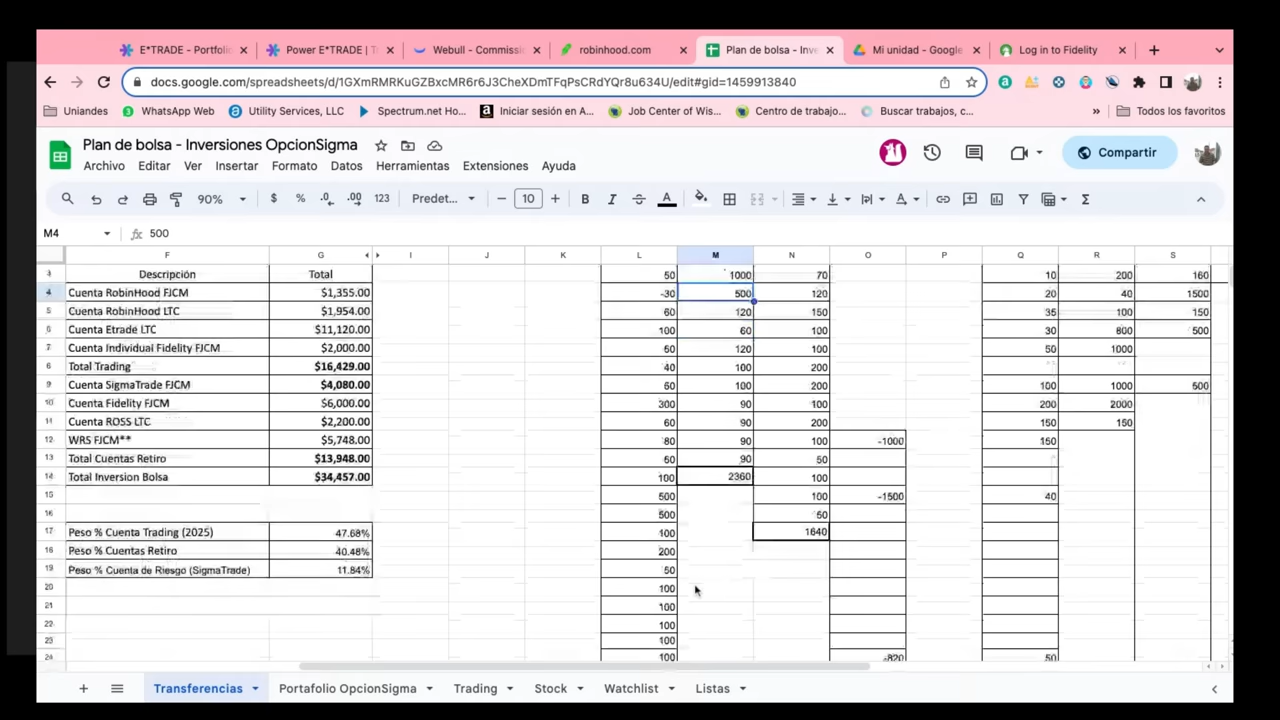 E*TRADE - Portfolio
Power E*TRADE | T
Webull - Commissi
robinhood.com
Plan de bolsa - Inve
Mi unidad - Google
Log in to Fidelity
docs.google.com/spreadsheets/d/1GXmRMRKuGZBxcMR6r6J3CheXDmTFqPsCRdYQr8u634U/edit#gid=1459913840
Uniandes
WhatsApp Web
Utility Services, LLC
Spectrum.net Ho...
Iniciar sesión en A...
Job Center of Wis...
Centro de trabajo...
Buscar trabajos, c...
»
Todos los favoritos
Plan de bolsa - Inversiones OpcionSigma
Archivo Editar Ver Insertar Formato Datos Herramientas Extensiones Ayuda
Compartir
90% $ % .0 .00 123 Predet... − 10 + B I A Σ
M4 fx 500
F G I J K L M N O P Q R S
3 Descripción Total 50 1000 70 10 200 160
4 Cuenta RobinHood FJCM $1,355.00 -30 500 120 20 40 1500
5 Cuenta RobinHood LTC $1,954.00 60 120 150 35 100 150
6 Cuenta Etrade LTC $11,120.00 100 60 100 30 800 500
7 Cuenta Individual Fidelity FJCM $2,000.00 60 120 100 50 1000
8 Total Trading $16,429.00 40 100 200
9 Cuenta SigmaTrade FJCM $4,080.00 60 100 200 100 1000 500
10 Cuenta Fidelity FJCM $6,000.00 300 90 100 200 2000
11 Cuenta ROSS LTC $2,200.00 60 90 200 150 150
12 WRS FJCM** $5,748.00 80 90 100 -1000 150
13 Total Cuentas Retiro $13,948.00 60 90 50
14 Total Inversion Bolsa $34,457.00 100 2360 100
15 500 100 -1500 40
16 500 50
17 Peso % Cuenta Trading (2025) 47.68% 100 1640
18 Peso % Cuentas Retiro 40.48% 200
19 Peso % Cuenta de Riesgo (SigmaTrade) 11.84% 50
20 100
21 100
22 100
23 100
24 100 -820 50
Transferencias
Portafolio OpcionSigma
Trading
Stock
Watchlist
Listas